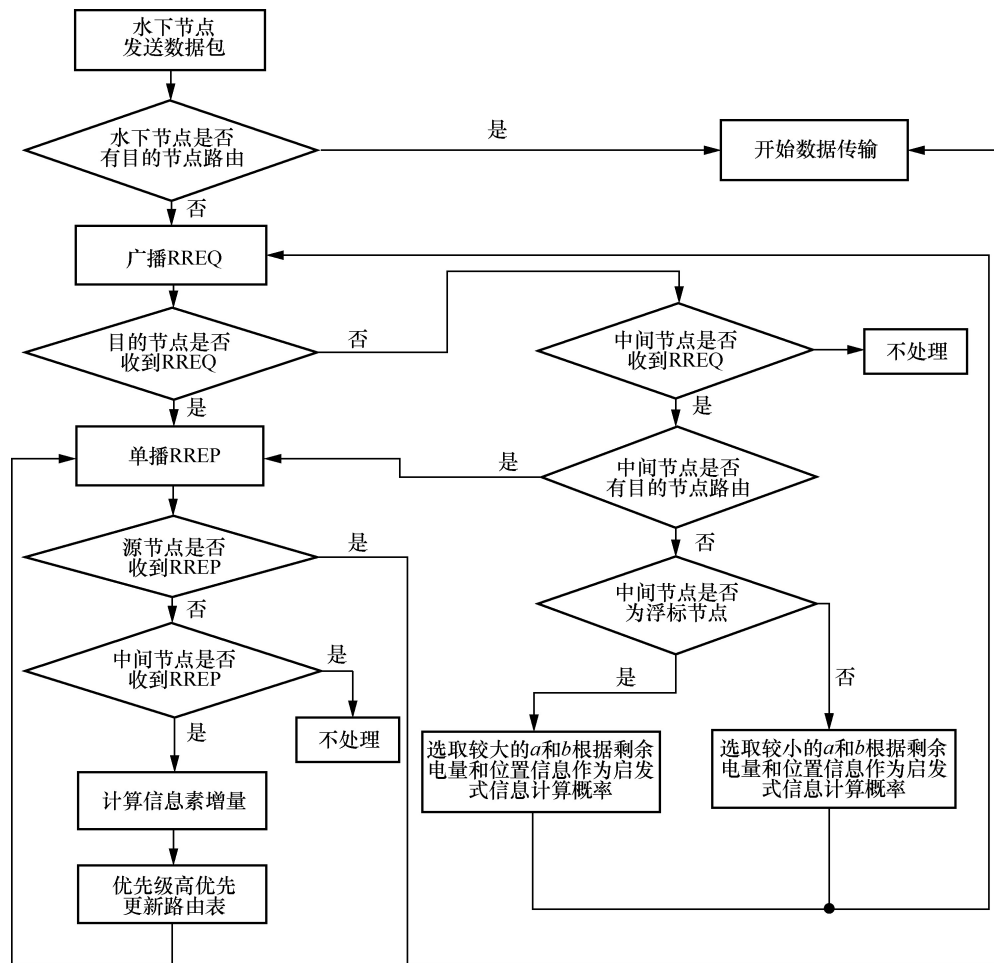 水下节点
发送数据包
水下节点是否
有目的节点路由
是
开始数据传输
否
广播RREQ
目的节点是否
收到RREQ
否
中间节点是否
收到RREQ
不处理
是
是
单播RREP
是
中间节点是否
有目的节点路由
源节点是否
收到RREP
是
否
中间节点是否
为浮标节点
否
中间节点是否
收到RREP
是
是
否
是
不处理
选取较大的a和b根据剩余
电量和位置信息作为启发
式信息计算概率
选取较小的a和b根据剩余
电量和位置信息作为启发
式信息计算概率
计算信息素增量
优先级高优先
更新路由表